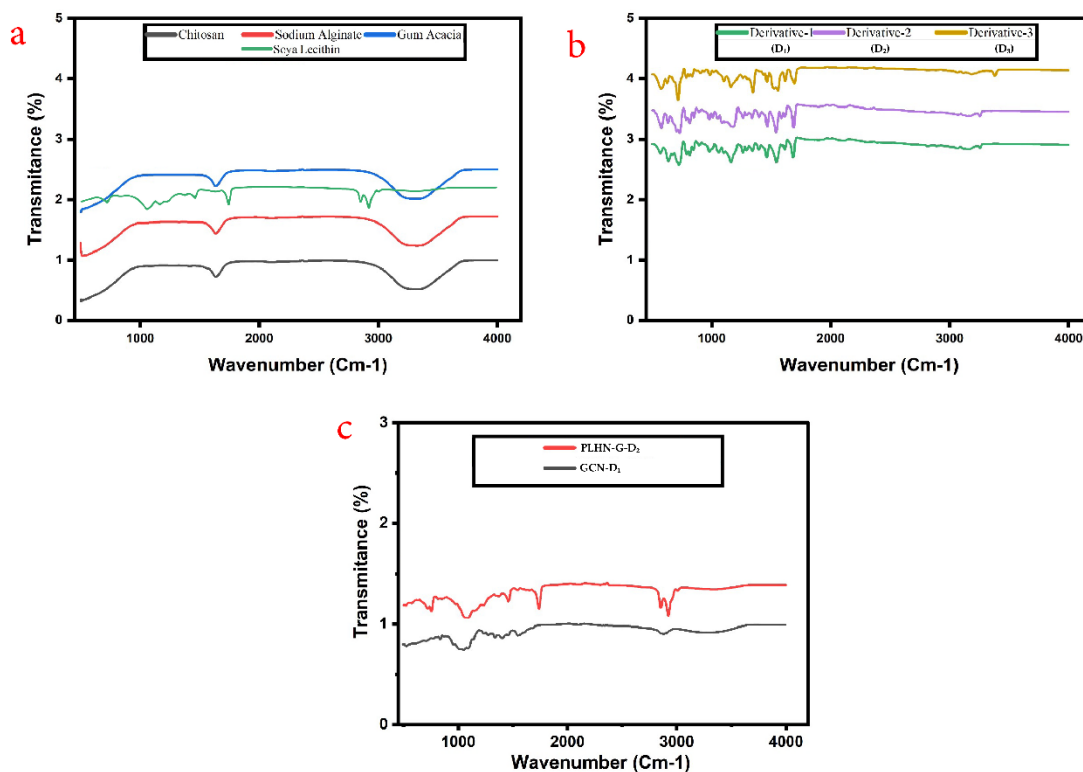 a
Chitosan Sodium Alginate Gum Acacia
Soya Lecithin
5
4
3
2
1
0
Transmitance (%)
1000 2000 3000 4000
Wavenumber (Cm-1)
b
Derivative-1 Derivative-2 Derivative-3
(D₁) (D₂) (D₃)
5
4
3
2
1
0
Transmitance (%)
1000 2000 3000 4000
Wavenumber (Cm-1)
c
PLHN-G-D₂
GCN-D₁
3
2
1
0
Transmitance (%)
1000 2000 3000 4000
Wavenumber (Cm-1)